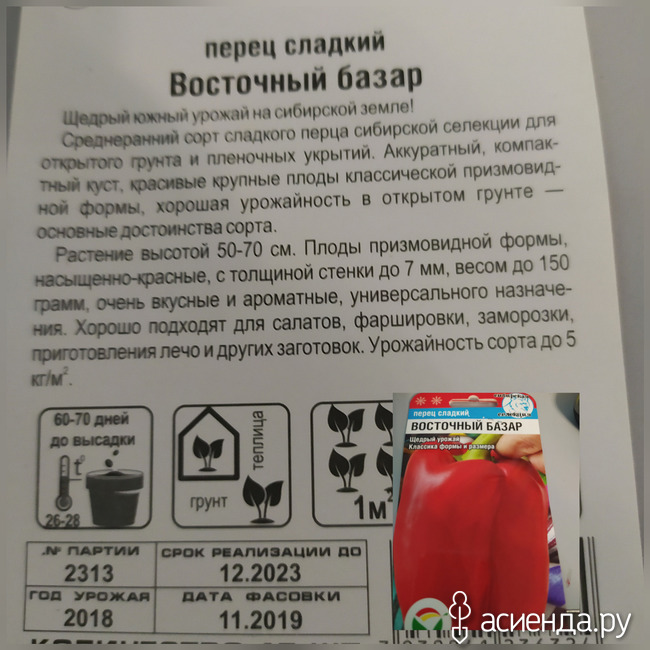 перец сладкий
Восточный базар
Щедрый южный урожай на сибирской земле!
Среднеранний сорт сладкого перца сибирской селекции для
открытого грунта и пленочных укрытий. Аккуратный, компак-
тный куст, красивые крупные плоды классической призмовид-
ной формы, хорошая урожайность в открытом грунте —
основные достоинства сорта.
Растение высотой 50-70 см. Плоды призмовидной формы,
насыщенно-красные, с толщиной стенки до 7 мм, весом до 150
грамм, очень вкусные и ароматные, универсального назначе-
ния. Хорошо подходят для салатов, фаршировки, заморозки,
приготовления лечо и других заготовок. Урожайность сорта до 5
кг/м².
60-70 дней
до высадки
t°
26-28
грунт
теплица
1м
перец сладкий
ВОСТОЧНЫЙ БАЗАР
Щедрый урожай
Классика формы и размера
№ ПАРТИИ
СРОК РЕАЛИЗАЦИИ ДО
2313
12.2023
ГОД УРОЖАЯ
ДАТА ФАСОВКИ
2018
11.2019
асиенда.ру